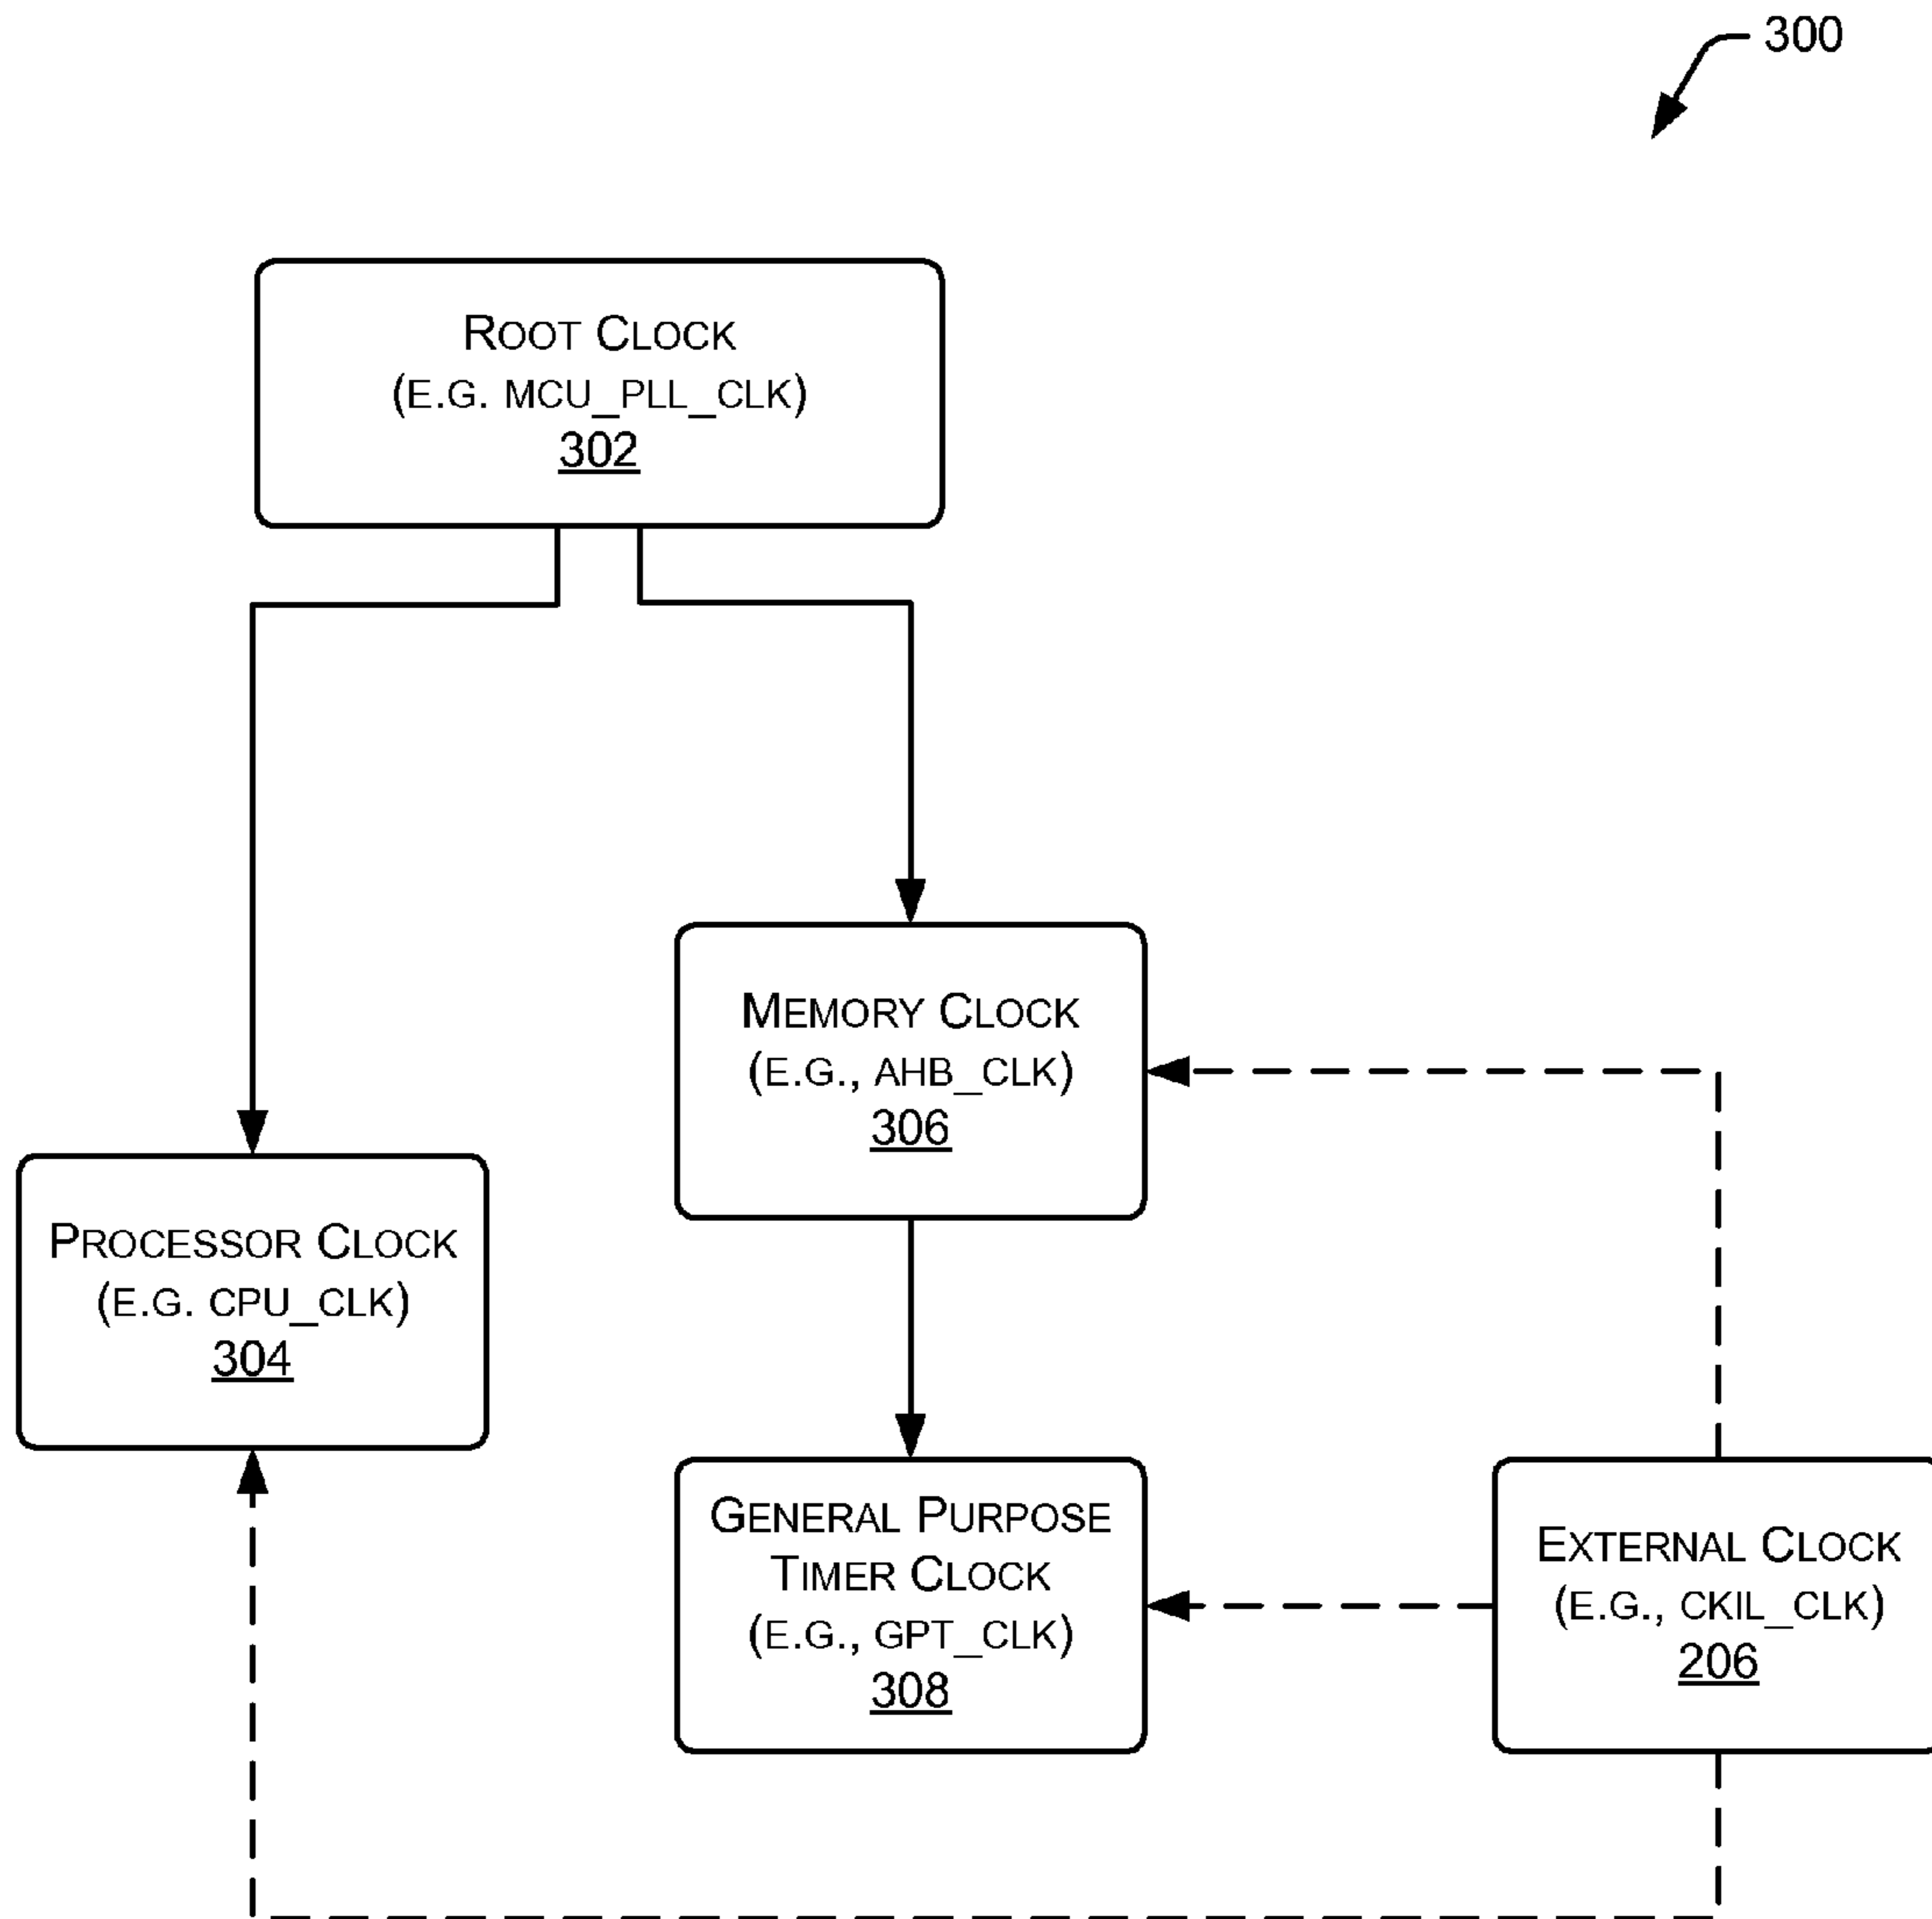 300
ROOT CLOCK
(E.G. MCU_PLL_CLK)
302
MEMORY CLOCK
(E.G., AHB_CLK)
306
PROCESSOR CLOCK
(E.G. CPU_CLK)
304
GENERAL PURPOSE
TIMER CLOCK
(E.G., GPT_CLK)
308
EXTERNAL CLOCK
(E.G., CKIL_CLK)
206